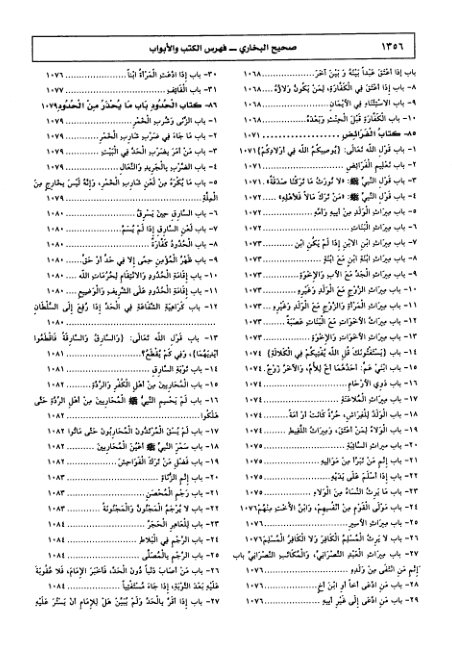 ١٣٥٦
صحيح البخاري ــ فهرس الكتب والأبواب
باب إذا أعتق عبداً بينه و بين آخر ١٠٦٨
٨- باب إذا أعتق في الكفارة، لمن يكون ولاؤه ١٠٦٨
٩- باب الاستثناء في الأيمان ١٠٦٨
١٠- باب الكفارة قبل الحنث وبعده ١٠٦٨
٨٥- كتاب الفرائض ١٠٧١
١- باب قول الله تعالى: {يوصيكم الله في أولادكم} ١٠٧١
٢- باب تعليم الفرائض ١٠٧١
٣- باب قول النبي ﷺ: «لا نورث ما تركنا صدقة» ١٠٧١
٤- باب قول النبي ﷺ: «من ترك مالاً فلأهله» ١٠٧٢
٥- باب ميراث الولد من أبيه وأمه ١٠٧٢
٦- باب ميراث البنات ١٠٧٢
٧- باب ميراث ابن الابن إذا لم يكن ابن ١٠٧٣
٨- باب ميراث ابنة ابن مع ابنة ١٠٧٣
٩- باب ميراث الجد مع الأب والإخوة ١٠٧٣
١٠- باب ميراث الزوج مع الولد وغيره ١٠٧٣
١١- باب ميراث المرأة والزوج مع الولد وغيره ١٠٧٣
١٢- باب ميراث الأخوات مع البنات عصبة ١٠٧٣
١٣- باب ميراث الأخوات والإخوة ١٠٧٣
١٤- باب {يستفتونك قل الله يفتيكم في الكلالة} ١٠٧٤
١٥- باب ابني عم: أحدهما أخ للأم، والآخر زوج ١٠٧٤
١٦- باب ذوي الأرحام ١٠٧٤
١٧- باب ميراث الملاعنة ١٠٧٤
١٨- باب الولد للفراش، حرة كانت أو أمة ١٠٧٤
١٩- باب الولاء لمن أعتق، وميراث اللقيط ١٠٧٤
٢٠- باب ميراث السائبة ١٠٧٥
٢١- باب إثم من تبرأ من مواليه ١٠٧٥
٢٢- باب إذا أسلم على يديه ١٠٧٥
٢٣- باب ما يرث النساء من الولاء ١٠٧٥
٢٤- باب مولى القوم من أنفسهم، وابن الأخت منهم ١٠٧٦
٢٥- باب ميراث الأسير ١٠٧٦
٢٦- باب لا يرث المسلم الكافر ولا الكافر المسلم ١٠٧٦
٢٧- باب ميراث العبد النصراني، والمكاتب النصراني باب
إثم من انتفى من ولده ١٠٧٦
٢٨- باب من ادعى أخاً أو ابن أخ ١٠٧٦
٢٩- باب من ادعى إلى غير أبيه ١٠٧٦
٣٠- باب إذا ادعت المرأة ابناً ١٠٧٦
٣١- باب القائف ١٠٧٧
٨٦- كتاب الحدود باب ما يحذر من الحدود ١٠٧٩
١- باب الزنى وشرب الخمر ١٠٧٩
٢- باب ما جاء في ضرب شارب الخمر ١٠٧٩
٣- باب من أمر بضرب الحد في البيت ١٠٧٩
٤- باب الضرب بالجريد والنعال ١٠٧٩
٥- باب ما يكره من لعن شارب الخمر، وإنه ليس بخارج من
الملة ١٠٧٩
٦- باب السارق حين يسرق ١٠٨٠
٧- باب لعن السارق إذا لم يسم ١٠٨٠
٨- باب الحدود كفارة ١٠٨٠
٩- باب ظهر المؤمن حمى إلا في حد أو حق ١٠٨٠
١٠- باب إقامة الحدود والانتقام لحرمات الله ١٠٨٠
١١- باب إقامة الحدود على الشريف والوضيع ١٠٨٠
١٢- باب كراهية الشفاعة في الحد إذا رفع إلى السلطان
١٠٨٠
١٣- باب قول الله تعالى: {والسارق والسارقة فاقطعوا
أيديهما}، وفي كم يقطع؟ ١٠٨١
١٤- باب توبة السارق ١٠٨١
١٥- باب المحاربين من أهل الكفر والردة ١٠٨٢
١٦- باب لم يحسم النبي ﷺ المحاربين من أهل الردة حتى
هلكوا ١٠٨٢
١٧- باب لم يسق المرتدون المحاربون حتى ماتوا ١٠٨٢
١٨- باب سمر النبي ﷺ أعين المحاربين ١٠٨٢
١٩- باب فضل من ترك الفواحش ١٠٨٢
٢٠- باب إثم الزناة ١٠٨٢
٢١- باب رجم المحصن ١٠٨٣
٢٢- باب لا يرجم المجنون والمجنونة ١٠٨٣
٢٣- باب للعاهر الحجر ١٠٨٤
٢٤- باب الرجم في البلاط ١٠٨٤
٢٥- باب الرجم بالمصلى ١٠٨٤
٢٦- باب من أصاب ذنباً دون الحد، فأخبر الإمام، فلا عقوبة
عليه بعد التوبة، إذا جاء مستفتياً ١٠٨٤
٢٧- باب إذا أقر بالحد ولم يبين هل للإمام أن يستر عليه